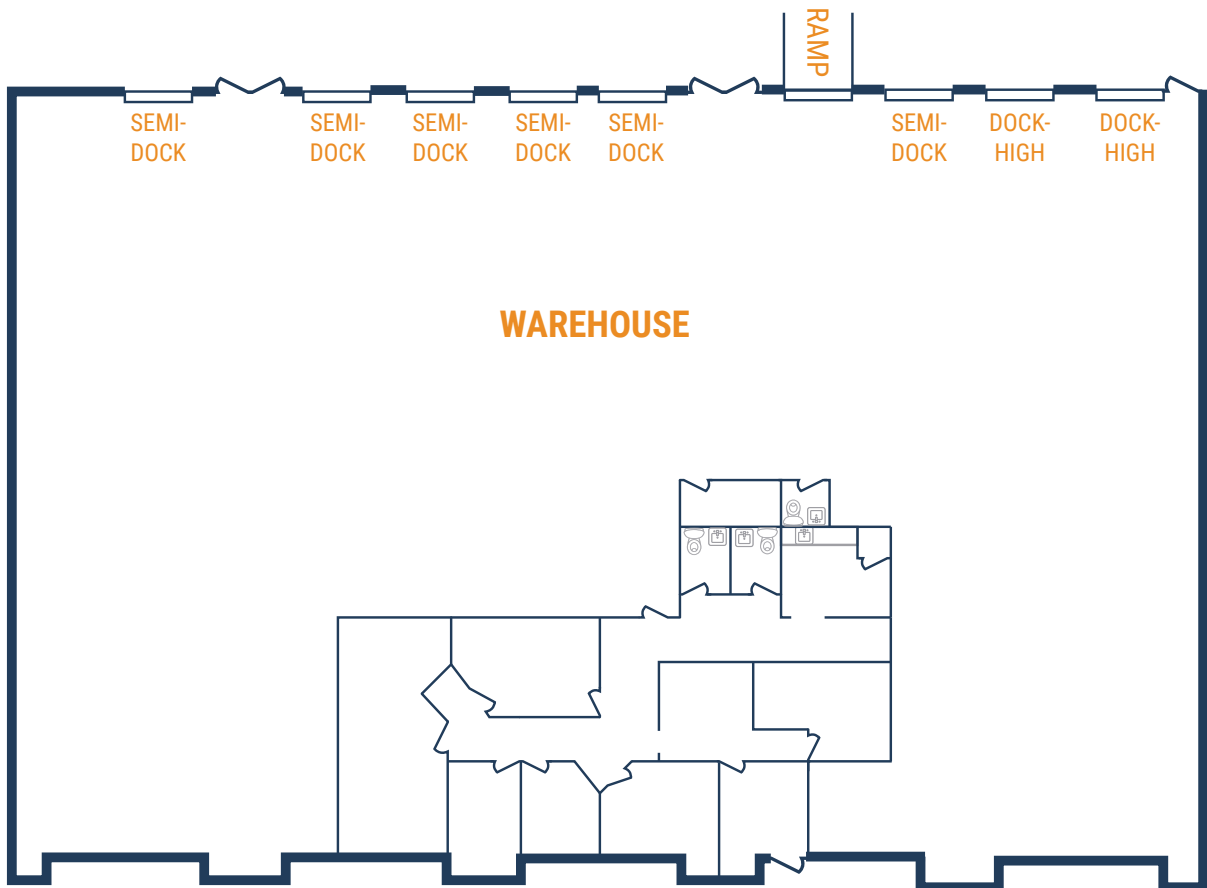 RAMP
SEMI-
DOCK
SEMI-
DOCK
SEMI-
DOCK
SEMI-
DOCK
SEMI-
DOCK
SEMI-
DOCK
DOCK-
HIGH
DOCK-
HIGH
WAREHOUSE